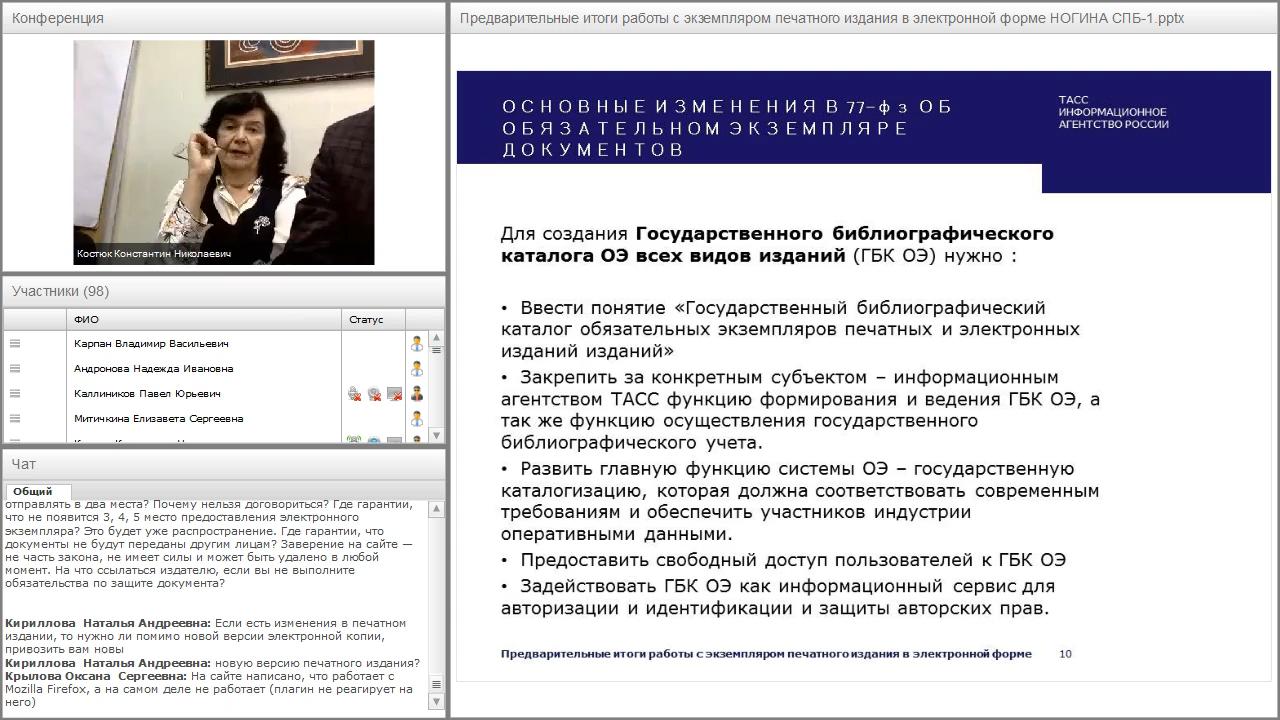 Конференция
Костюк Константин Николаевич
Участники (98)
ФИО
Статус
Карпан Владимир Васильевич
Андронова Надежда Ивановна
Каллиников Павел Юрьевич
Митичкина Елизавета Сергеевна
Чат
Общий
отправлять в два места? Почему нельзя договориться? Где гарантии,
что не появится 3, 4, 5 место предоставления электронного
экземпляра? Это будет уже распространение. Где гарантии, что
документы не будут переданы другим лицам? Заверение на сайте —
не часть закона, не имеет силы и может быть удалено в любой
момент. На что ссылаться издателю, если вы не выполните
обязательства по защите документа?
Кириллова Наталья Андреевна: Если есть изменения в печатном
издании, то нужно ли помимо новой версии электронной копии,
привозить вам новы
Кириллова Наталья Андреевна: новую версию печатного издания?
Крылова Оксана Сергеевна: На сайте написано, что работает с
Mozilla Firefox, а на самом деле не работает (плагин не реагирует на
него)
Предварительные итоги работы с экземпляром печатного издания в электронной форме НОГИНА СПБ-1.pptx
ОСНОВНЫЕ ИЗМЕНЕНИЯ В 77-фз ОБ
ОБЯЗАТЕЛЬНОМ ЭКЗЕМПЛЯРЕ
ДОКУМЕНТОВ
ТАСС
ИНФОРМАЦИОННОЕ
АГЕНТСТВО РОССИИ
Для создания Государственного библиографического
каталога ОЭ всех видов изданий (ГБК ОЭ) нужно :
• Ввести понятие «Государственный библиографический
каталог обязательных экземпляров печатных и электронных
изданий изданий»
• Закрепить за конкретным субъектом – информационным
агентством ТАСС функцию формирования и ведения ГБК ОЭ, а
так же функцию осуществления государственного
библиографического учета.
• Развить главную функцию системы ОЭ – государственную
каталогизацию, которая должна соответствовать современным
требованиям и обеспечить участников индустрии
оперативными данными.
• Предоставить свободный доступ пользователей к ГБК ОЭ
• Задействовать ГБК ОЭ как информационный сервис для
авторизации и идентификации и защиты авторских прав.
Предварительные итоги работы с экземпляром печатного издания в электронной форме
10